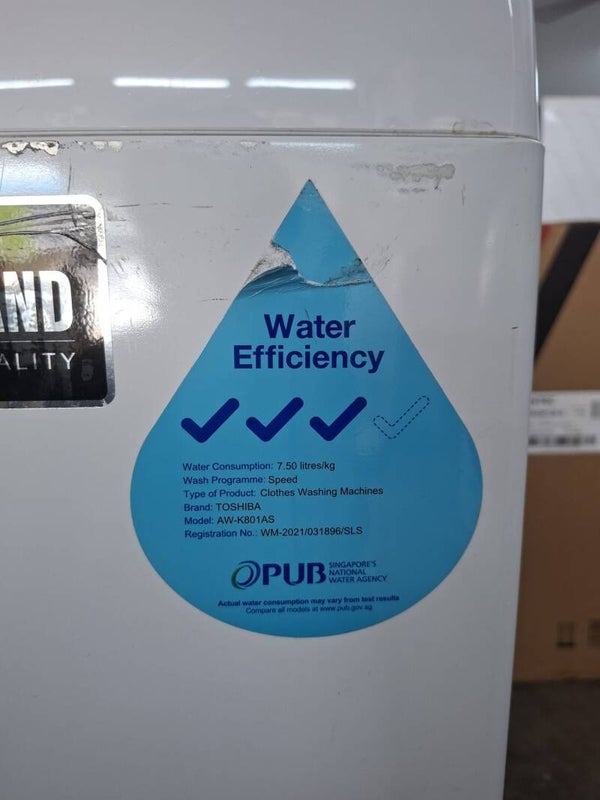 AND
ALITY
Water
Efficiency
Water Consumption: 7.50 litres/kg
Wash Programme: Speed
Type of Product: Clothes Washing Machines
Brand: TOSHIBA
Model: AW-K801AS
Registration No.: WM-2021/031896/SLS
PUB SINGAPORE'S
NATIONAL
WATER AGENCY
Actual water consumption may vary from test results
Compare all models at www.pub.gov.sg